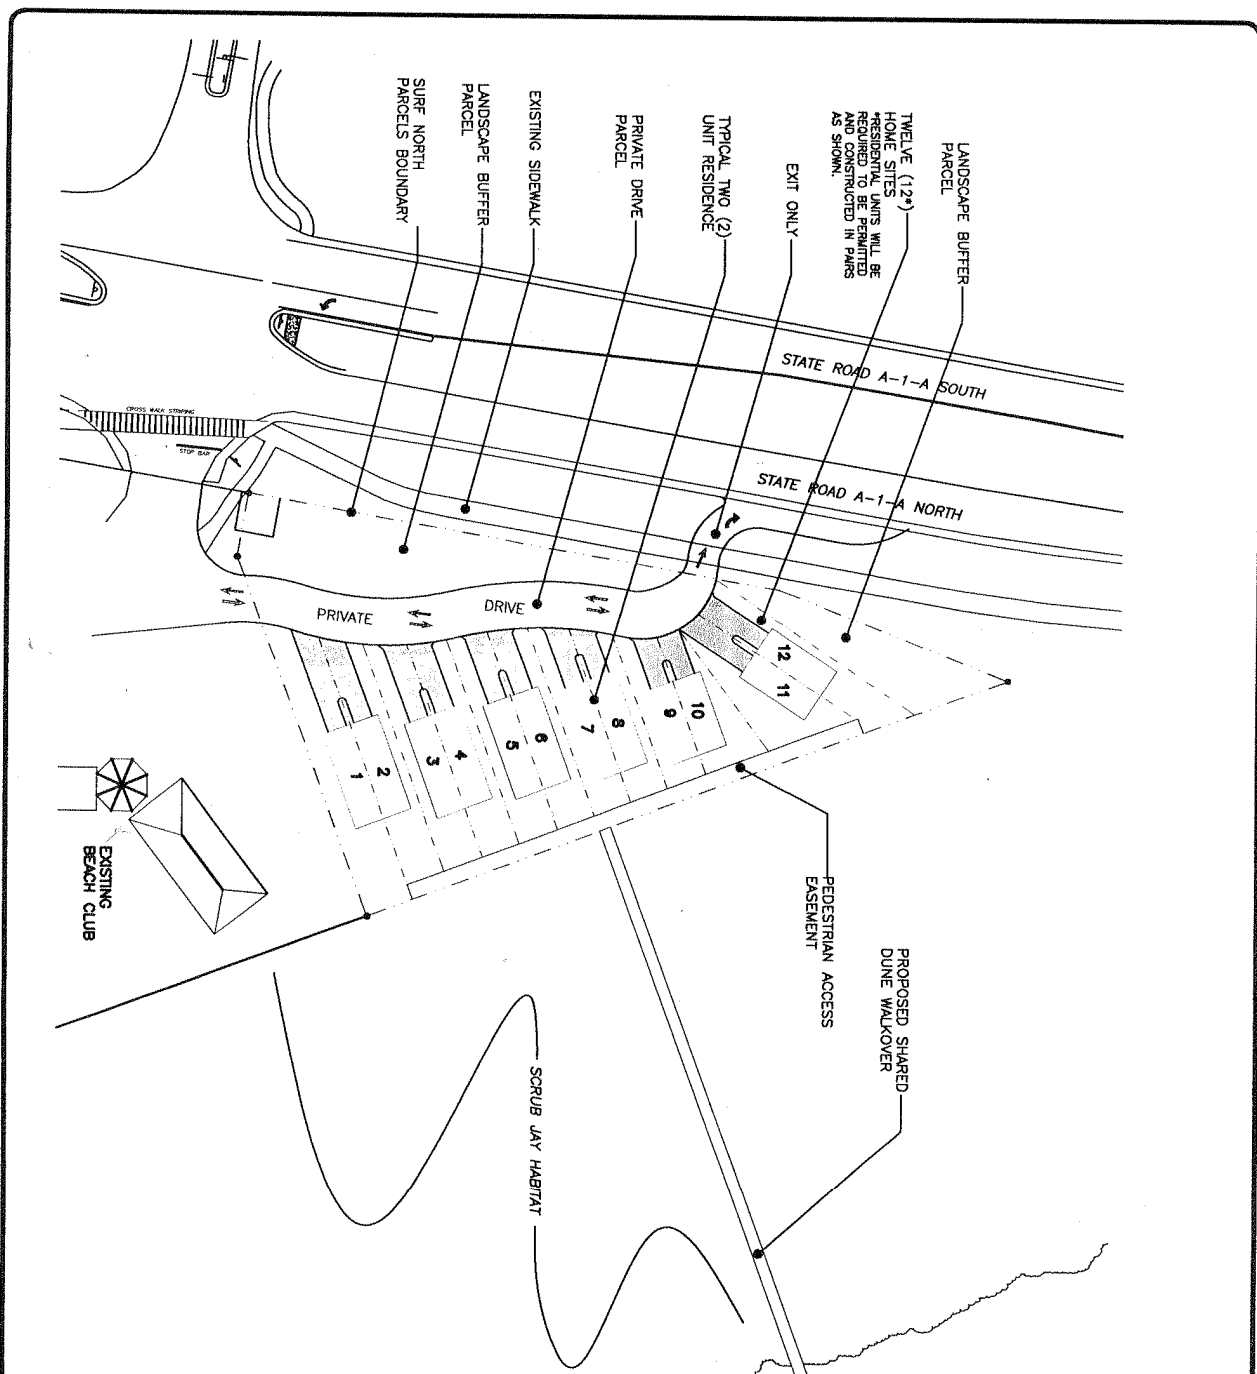 LANDSCAPE BUFFER
PARCEL
TWELVE (12*)
HOME SITES
*RESIDENTIAL UNITS WILL BE
REQUIRED TO BE PERMITTED
AND CONSTRUCTED IN PAIRS
AS SHOWN.
EXIT ONLY
TYPICAL TWO (2)
UNIT RESIDENCE
PRIVATE DRIVE
PARCEL
EXISTING SIDEWALK
LANDSCAPE BUFFER
PARCEL
SURF NORTH
PARCELS BOUNDARY
STATE ROAD A-1-A SOUTH
STATE ROAD A-1-A NORTH
CROSS WALK STRIPING
STOP BAR
PRIVATE DRIVE
12
11
10
9
8
7
6
5
4
3
2
1
EXISTING
BEACH CLUB
PEDESTRIAN ACCESS
EASEMENT
PROPOSED SHARED
DUNE WALKOVER
SCRUB JAY HABITAT